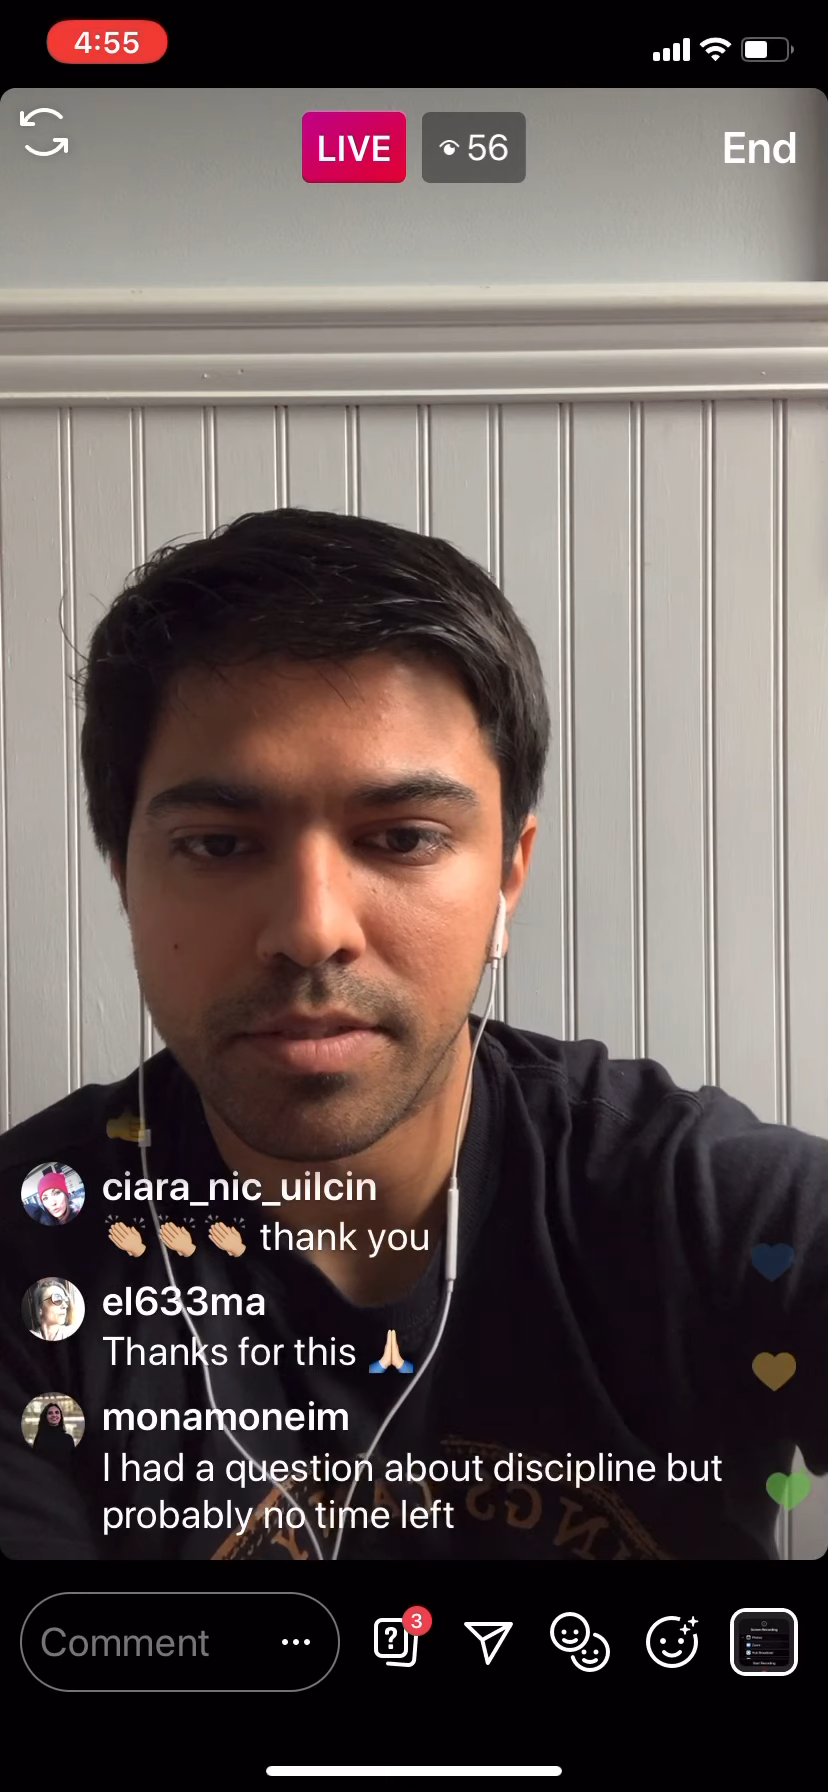 4:55
LIVE
56
End
ciara_nic_uilcin
👏🏼👏🏼👏🏼 thank you
el633ma
Thanks for this 🙏🏻
monamoneim
I had a question about discipline but
probably no time left
Comment
3